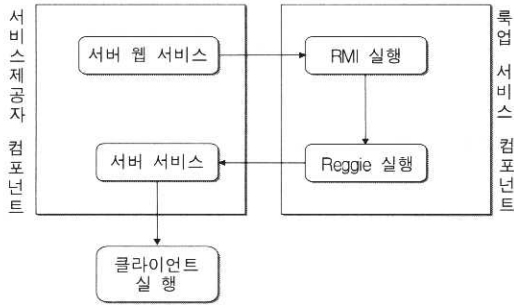 서비스제공자 컴포넌트
서버 웹 서비스
RMI 실행
룩업 서비스 컴포넌트
서버 서비스
Reggie 실행
클라이언트
실 행